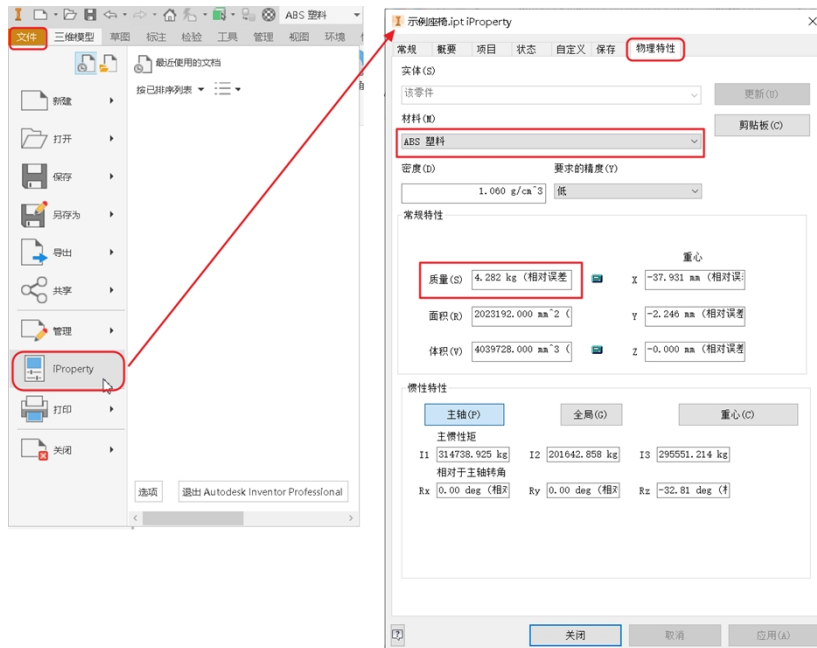 I ABS 塑料
文件 三维模型 草图 标注 检验 工具 管理 视图 环境
最近使用的文档
按已排序列表
新建
打开
保存
另存为
导出
共享
管理
iProperty
打印
关闭
选项 退出 Autodesk Inventor Professional
I 示例座椅.ipt iProperty
常规 概要 项目 状态 自定义 保存 物理特性
实体(S)
该零件 更新(U)
材料(M)
剪贴板(C)
ABS 塑料
密度(D) 要求的精度(Y)
1.060 g/cm^3 低
常规特性
重心
质量(S) 4.282 kg (相对误差 X -37.931 mm (相对误
面积(R) 2023192.000 mm^2 ( Y -2.246 mm (相对误差
体积(V) 4039728.000 mm^3 ( Z -0.000 mm (相对误差
惯性特性
主轴(P) 全局(G) 重心(C)
主惯性矩
I1 314738.925 kg I2 201642.858 kg I3 295551.214 kg
相对于主轴转角
Rx 0.00 deg (相对 Ry 0.00 deg (相对 Rz -32.81 deg (
关闭 取消 应用(A)